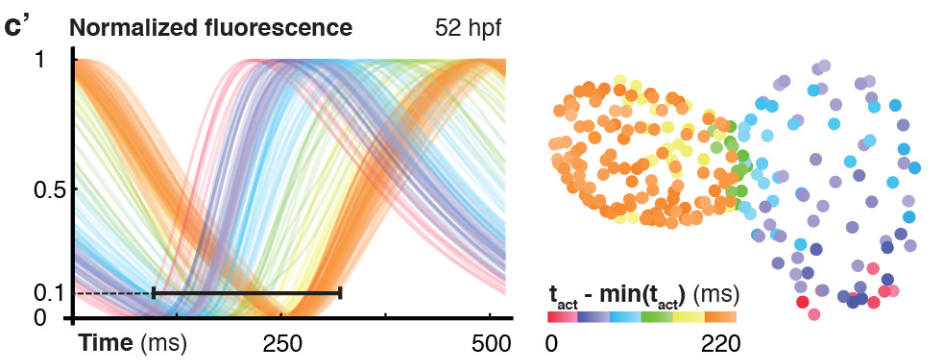 c’ Normalized fluorescence 52 hpf
1
0.5
0.1
0
Time (ms) 250 500
t_act - min(t_act) (ms)
0 220